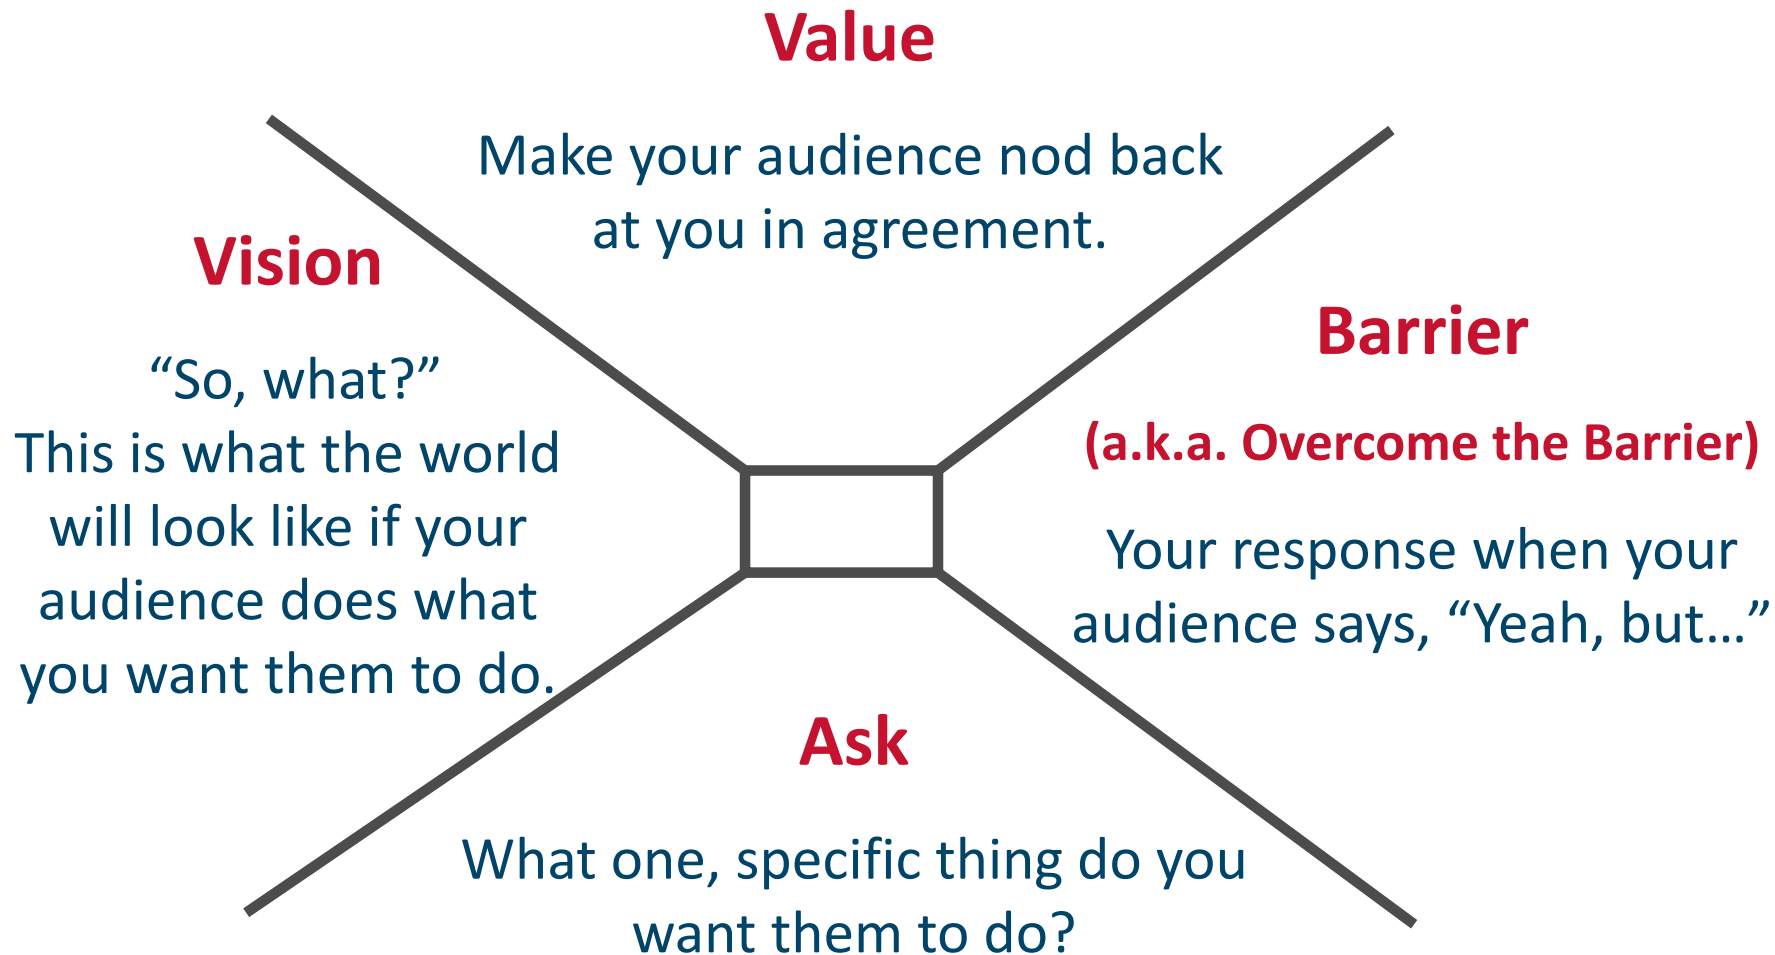 Value
Make your audience nod back
at you in agreement.
Vision
“So, what?”
This is what the world
will look like if your
audience does what
you want them to do.
Barrier
(a.k.a. Overcome the Barrier)
Your response when your
audience says, “Yeah, but…”
Ask
What one, specific thing do you
want them to do?